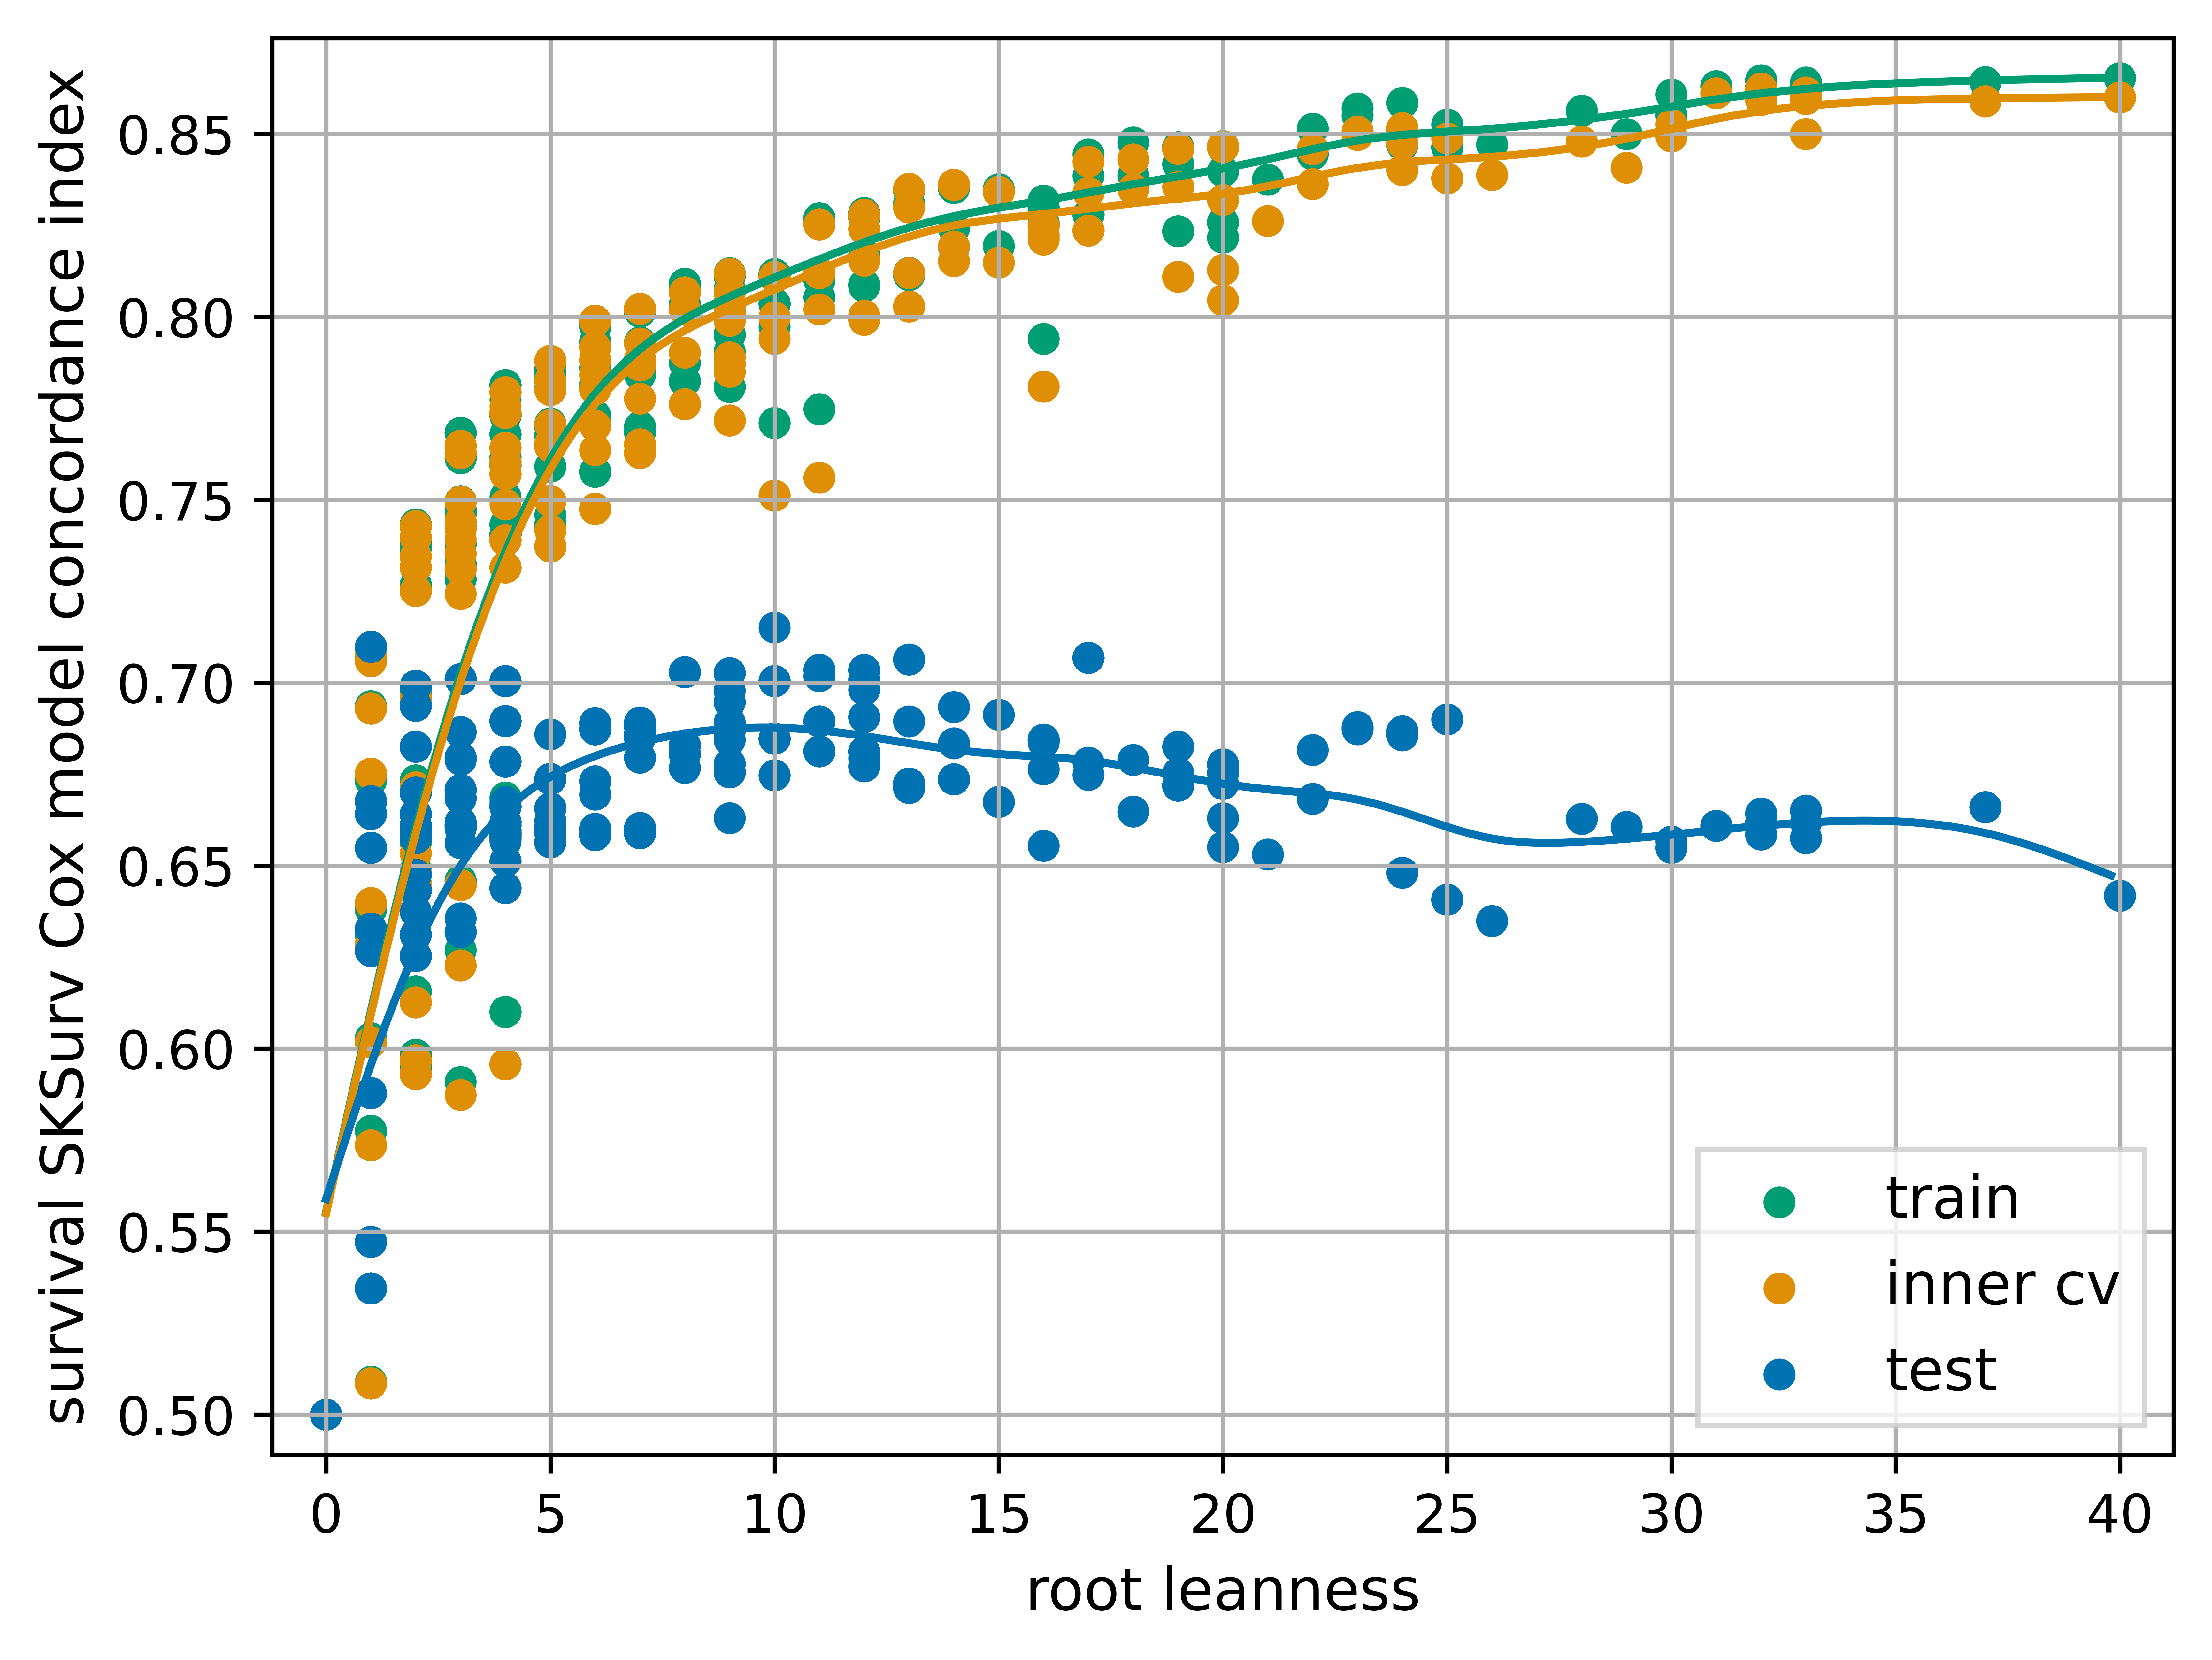 survival SKSurv Cox model concordance index
0.85
0.80
0.75
0.70
0.65
0.60
0.55
0.50
train
inner cv
test
0 5 10 15 20 25 30 35 40
root leanness